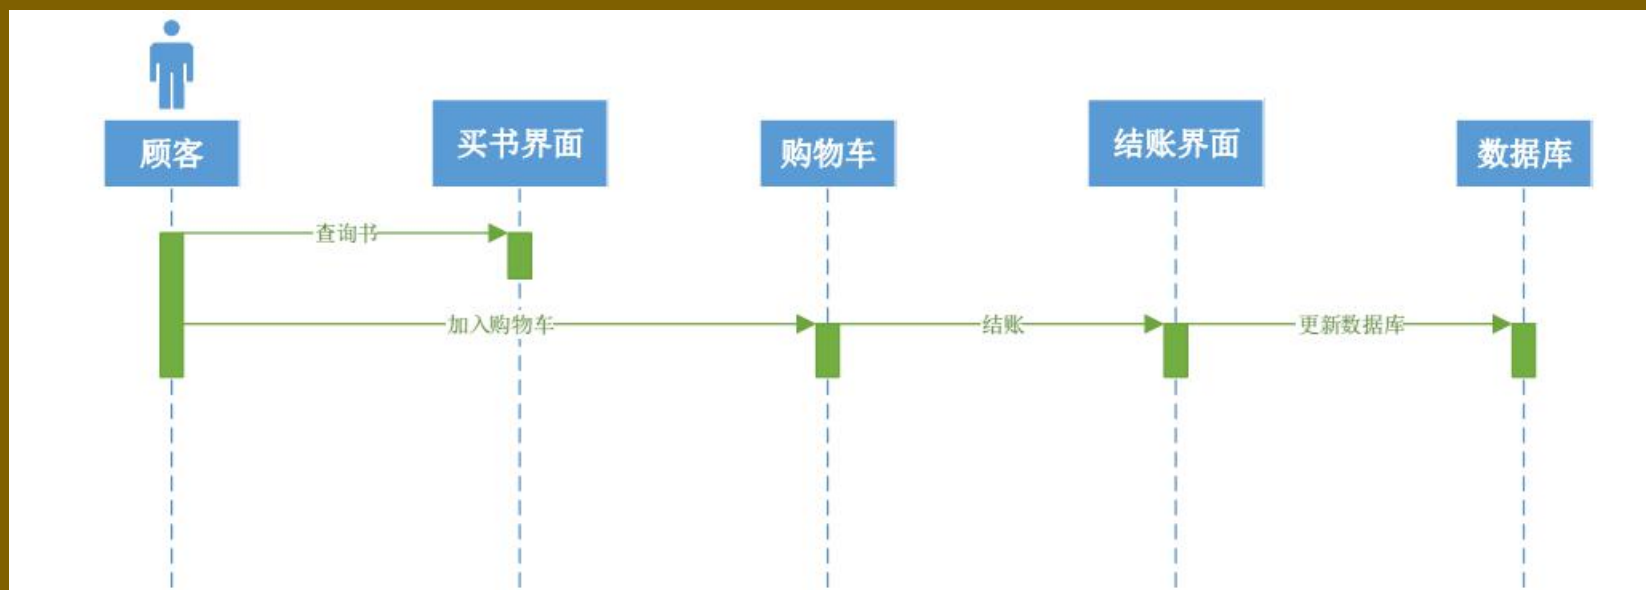 顾客
买书界面
购物车
结账界面
数据库
查询书
加入购物车
结账
更新数据库